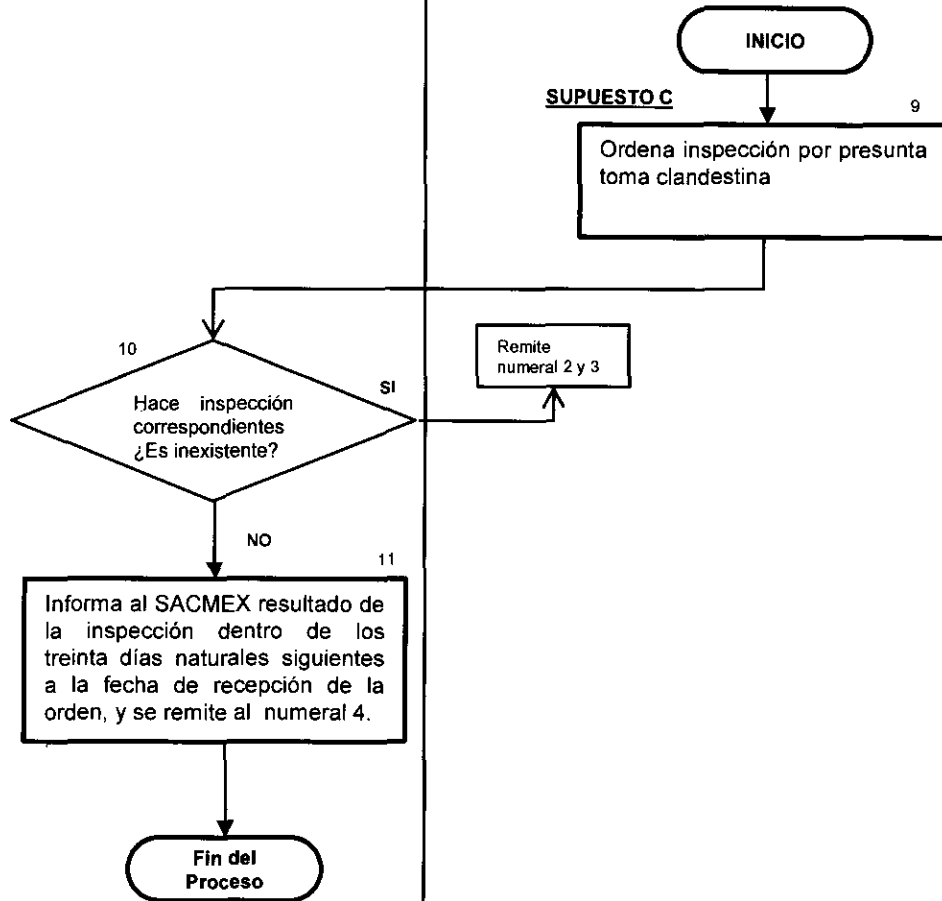 INICIO
SUPUESTO C
9
Ordena inspección por presunta
toma clandestina
10
Hace inspección
correspondientes
¿Es inexistente?
SI
Remite
numeral 2 y 3
NO
11
Informa al SACMEX resultado de
la inspección dentro de los
treinta días naturales siguientes
a la fecha de recepción de la
orden, y se remite al numeral 4.
Fin del
Proceso